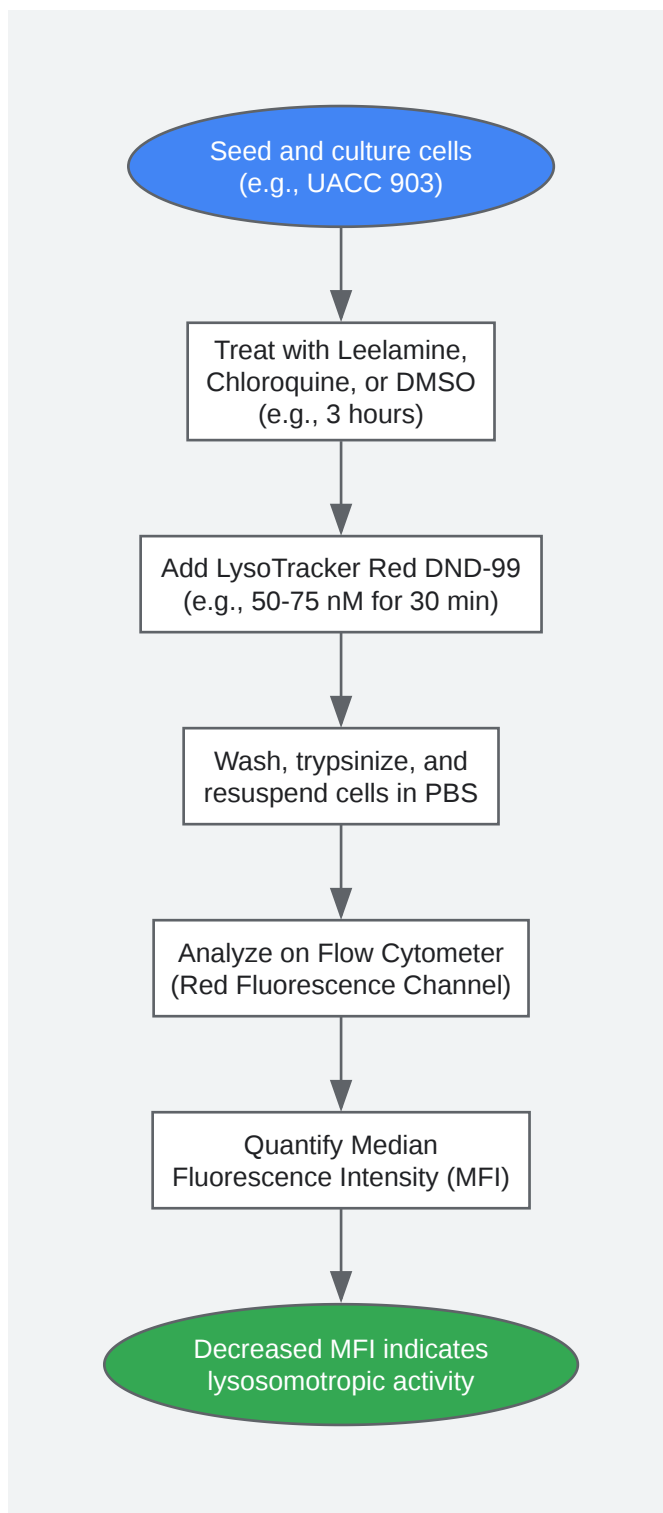 Seed and culture cells
(e.g., UACC 903)
Treat with Leelamine,
Chloroquine, or DMSO
(e.g., 3 hours)
Add LysoTracker Red DND-99
(e.g., 50-75 nM for 30 min)
Wash, trypsinize, and
resuspend cells in PBS
Analyze on Flow Cytometer
(Red Fluorescence Channel)
Quantify Median
Fluorescence Intensity (MFI)
Decreased MFI indicates
lysosomotropic activity